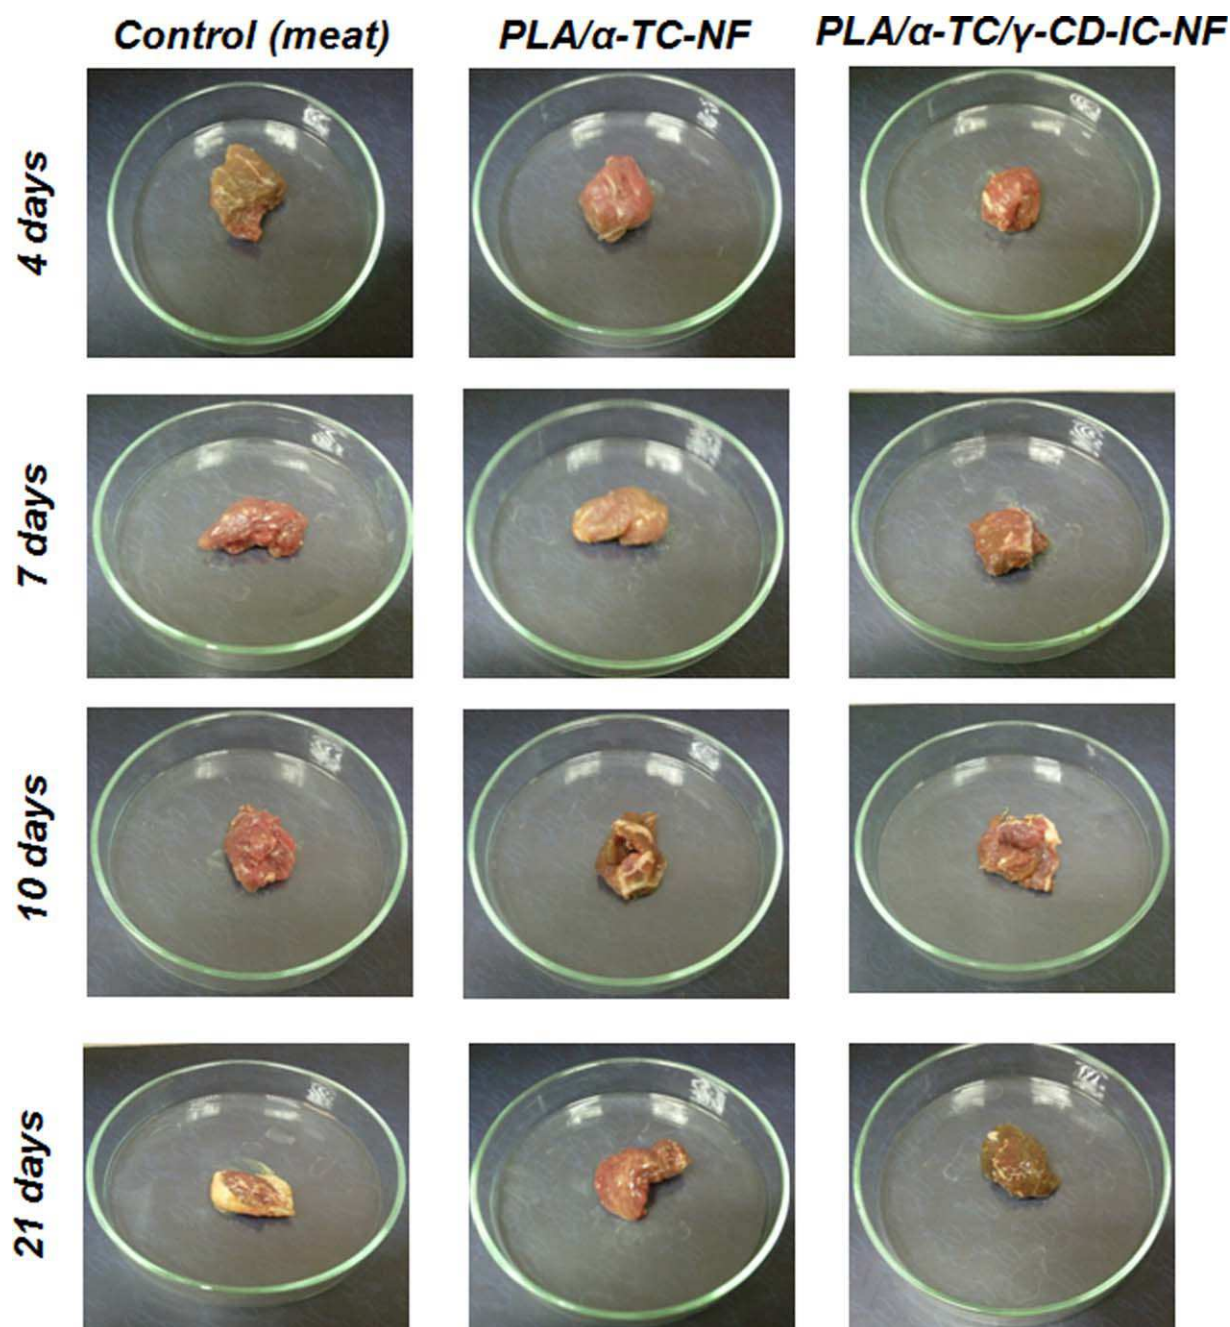 Control (meat) PLA/α-TC-NF PLA/α-TC/γ-CD-IC-NF
4 days
7 days
10 days
21 days